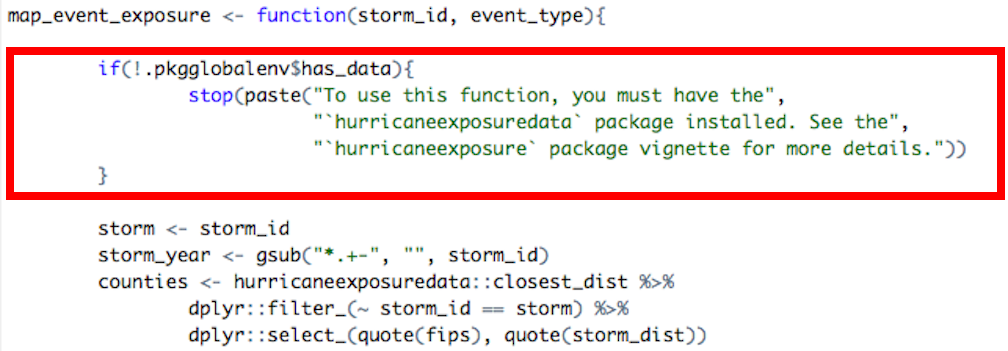 map_event_exposure <- function(storm_id, event_type){
if(!.pkgglobalenv$has_data){
stop(paste("To use this function, you must have the",
"`hurricaneexposuredata` package installed. See the",
"`hurricaneexposure` package vignette for more details."))
}
storm <- storm_id
storm_year <- gsub("*.+-", "", storm_id)
counties <- hurricaneexposuredata::closest_dist %>%
dplyr::filter_(~ storm_id == storm) %>%
dplyr::select_(quote(fips), quote(storm_dist))